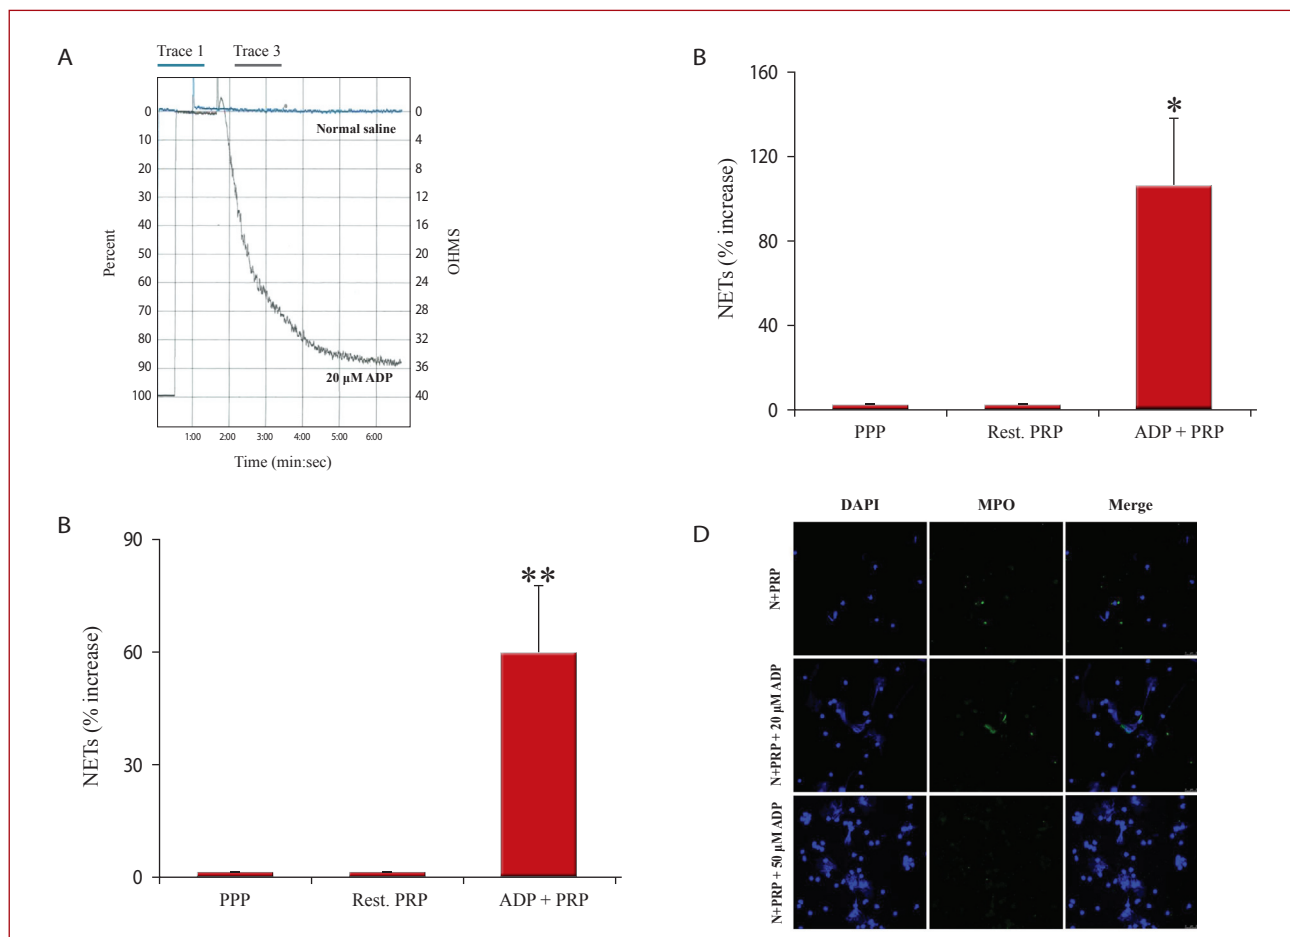 A
Trace 1
Trace 3
0
10
20
30
40
50
60
70
80
90
100
Percent
0
4
8
12
16
20
24
28
32
36
40
OHMS
Normal saline
20 µM ADP
1:00 2:00 3:00 4:00 5:00 6:00
Time (min:sec)
B
160
120
80
40
0
NETs (% increase)
*
PPP
Rest. PRP
ADP + PRP
B
90
60
30
0
NETs (% increase)
**
PPP
Rest. PRP
ADP + PRP
D
DAPI
MPO
Merge
N+PRP
N+PRP + 20 µM ADP
N+PRP + 50 µM ADP